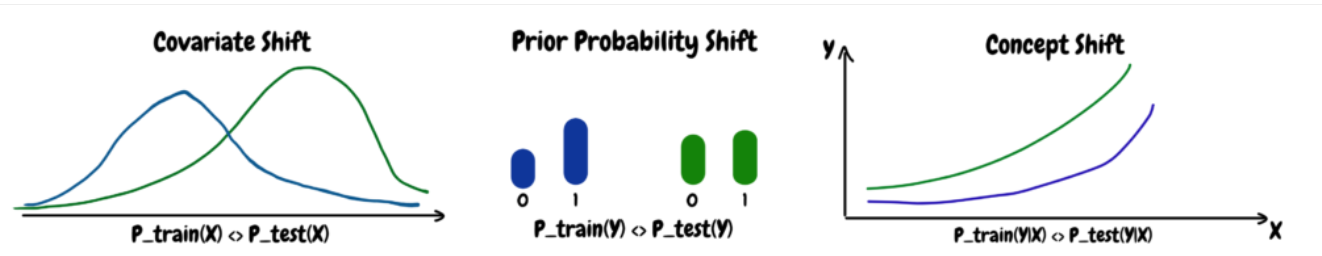 Covariate Shift
P_train(X) <> P_test(X)
Prior Probability Shift
0 1 0 1
P_train(Y) <> P_test(Y)
Concept Shift
Y
X
P_train(Y|X) <> P_test(Y|X)